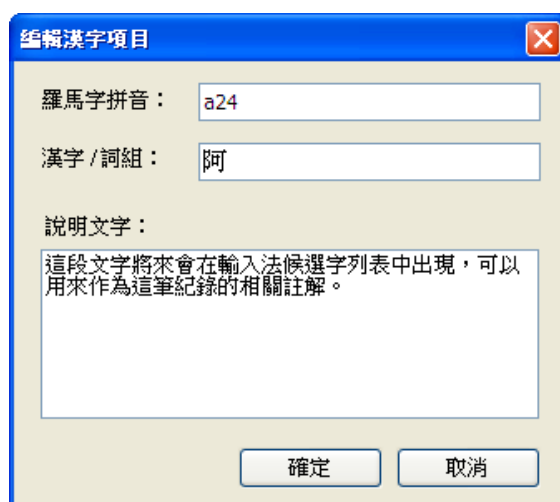 編輯漢字項目
羅馬字拼音：
a24
漢字/詞組：
阿
說明文字：
這段文字將來會在輸入法候選字列表中出現，可以
用來作為這筆紀錄的相關註解。
確定
取消